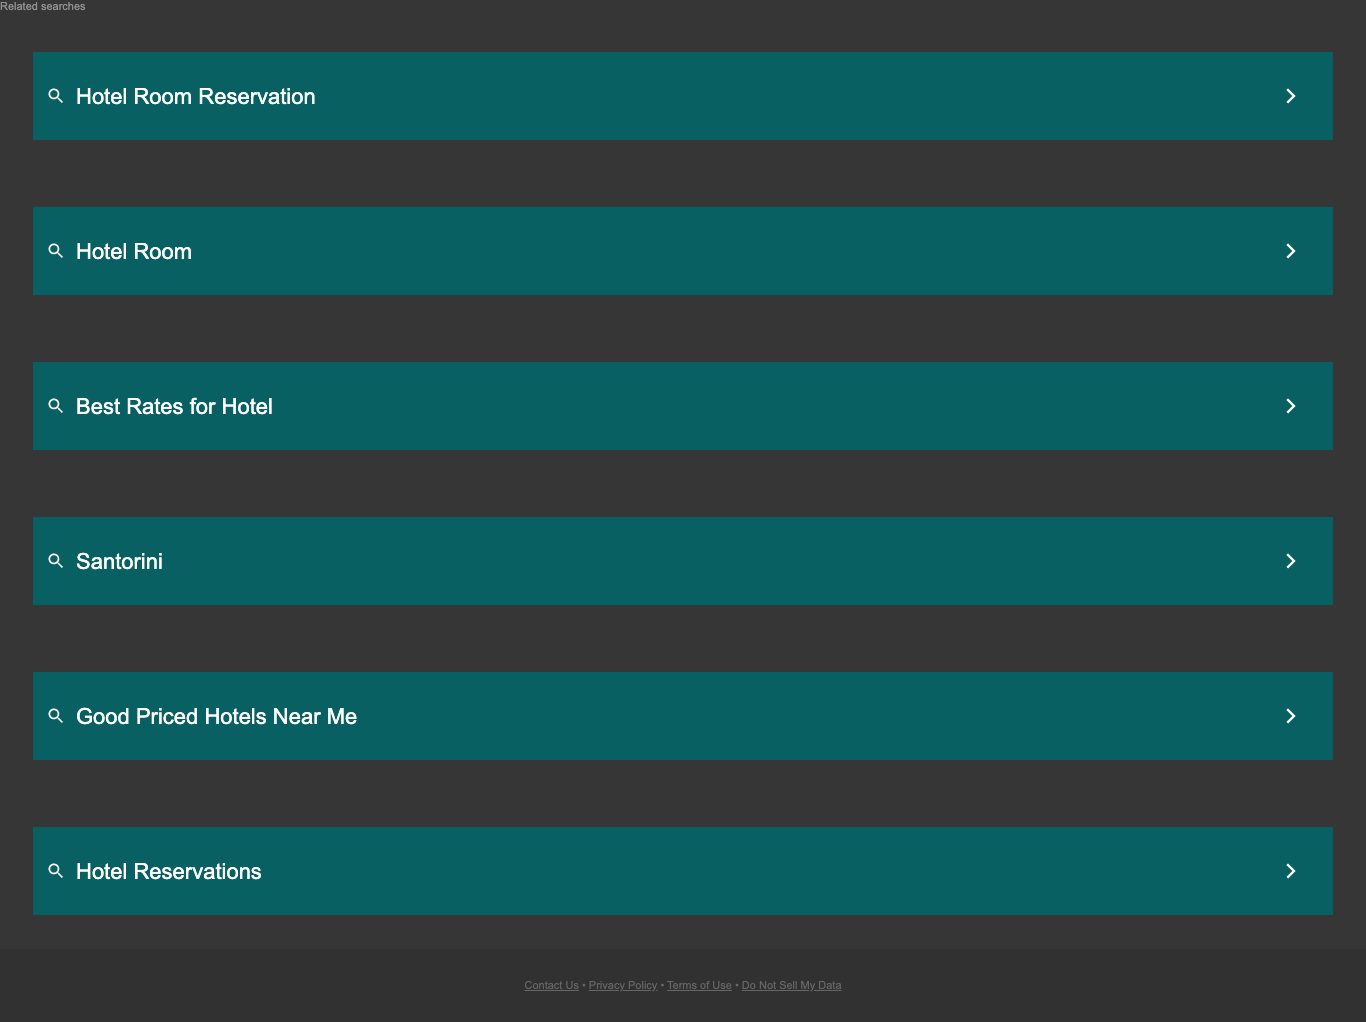 Related searches
Hotel Room Reservation
Hotel Room
Best Rates for Hotel
Santorini
Good Priced Hotels Near Me
Hotel Reservations
Contact Us • Privacy Policy • Terms of Use • Do Not Sell My Data